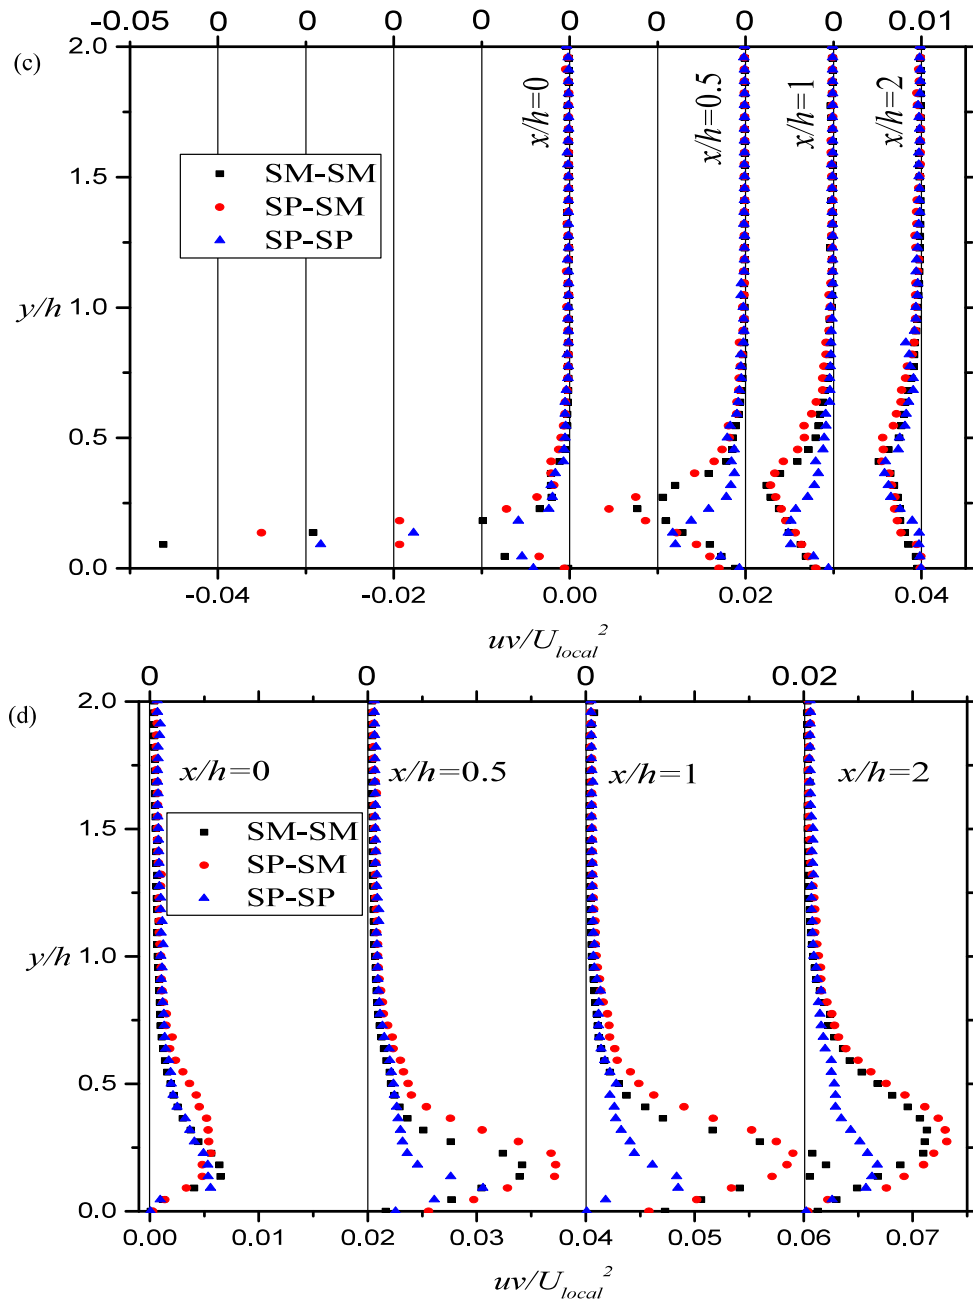 -0.05 0 0 0 0 0 0 0 0 0.01
(c)
2.0
x/h=0
x/h=0.5
x/h=1
x/h=2
1.5
SM-SM
SP-SM
SP-SP
y/h
1.0
0.5
0.0
-0.04 -0.02 0.00 0.02 0.04
uv/U_local^2
0 0 0 0.02
(d)
2.0
x/h=0 x/h=0.5 x/h=1 x/h=2
1.5
SM-SM
SP-SM
SP-SP
y/h
1.0
0.5
0.0
0.00 0.01 0.02 0.03 0.04 0.05 0.06 0.07
uv/U_local^2